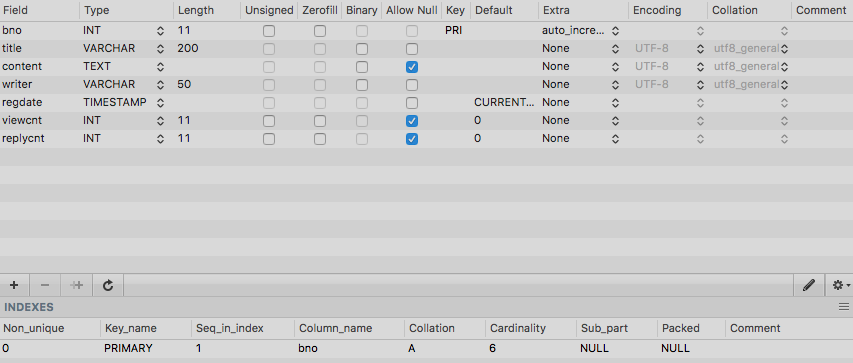 Field Type Length Unsigned Zerofill Binary Allow Null Key Default Extra Encoding Collation Comment
bno INT 11 PRI auto_incre...
title VARCHAR 200 None UTF-8 utf8_general
content TEXT None UTF-8 utf8_general
writer VARCHAR 50 None UTF-8 utf8_general
regdate TIMESTAMP CURRENT... None
viewcnt INT 11 0 None
replycnt INT 11 0 None
INDEXES
Non_unique Key_name Seq_in_index Column_name Collation Cardinality Sub_part Packed Comment
0 PRIMARY 1 bno A 6 NULL NULL